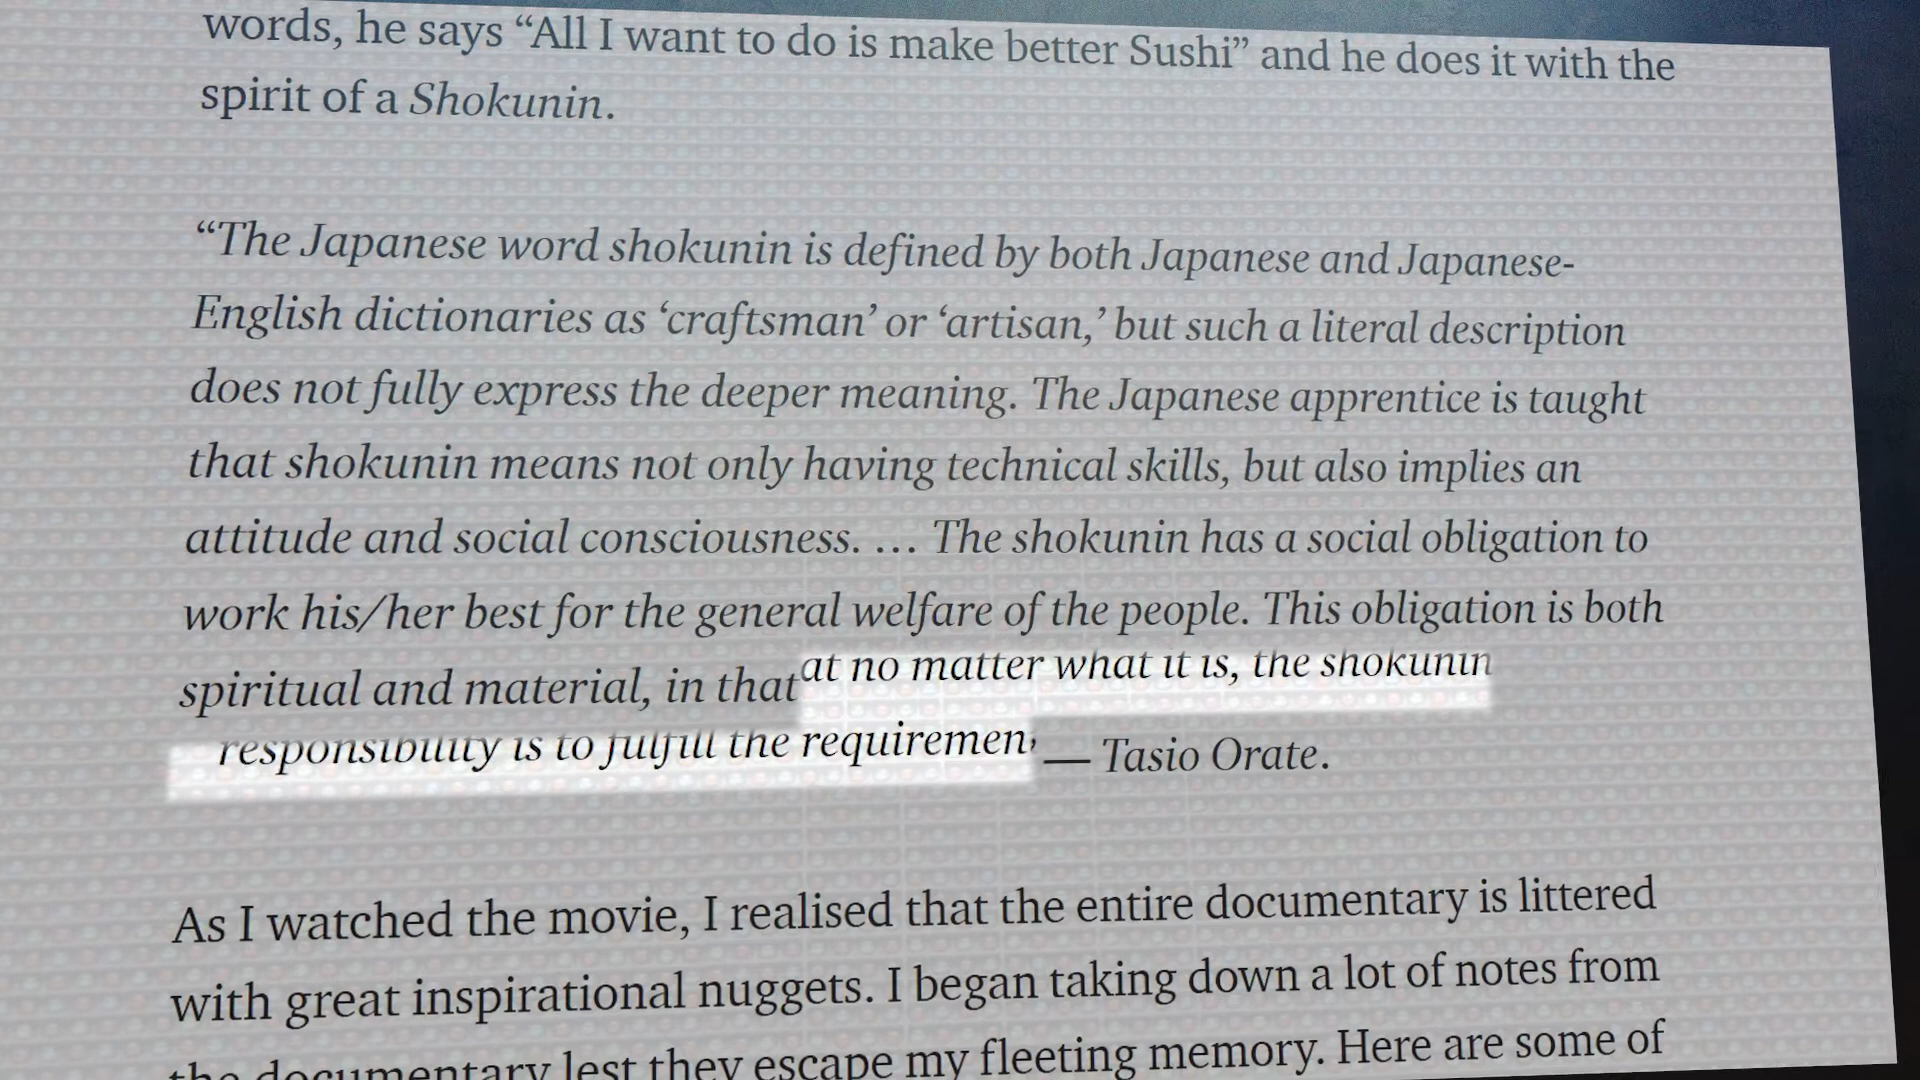 words, he says “All I want to do is make better Sushi” and he does it with the
spirit of a Shokunin.
“The Japanese word shokunin is defined by both Japanese and Japanese-
English dictionaries as ‘craftsman’ or ‘artisan,’ but such a literal description
does not fully express the deeper meaning. The Japanese apprentice is taught
that shokunin means not only having technical skills, but also implies an
attitude and social consciousness. … The shokunin has a social obligation to
work his/her best for the general welfare of the people. This obligation is both
spiritual and material, in that at no matter what it is, the shokunin
responsibility is to fulfill the requiremen — Tasio Orate.
As I watched the movie, I realised that the entire documentary is littered
with great inspirational nuggets. I began taking down a lot of notes from
the documentary lest they escape my fleeting memory. Here are some of